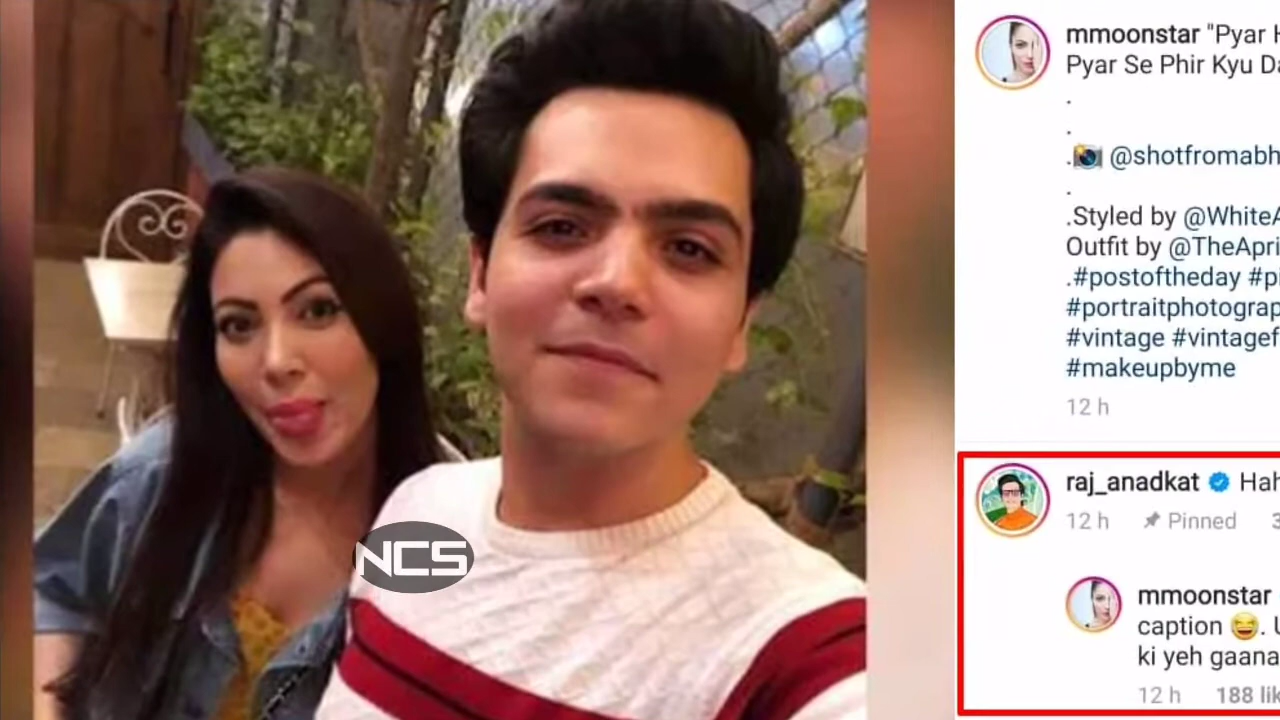 NCS
mmoonstar "Pyar
Pyar Se Phir Kyu
.
.
.📸 @shotfromabh
.
.Styled by @WhiteA
Outfit by @TheApri
.#postoftheday #pi
#portraitphotograp
#vintage #vintagef
#makeupbyme
12 h
raj_anadkat Hah
12 h Pinned 3
mmoonstar
caption 😆. U
ki yeh gaana
12 h 188 lik